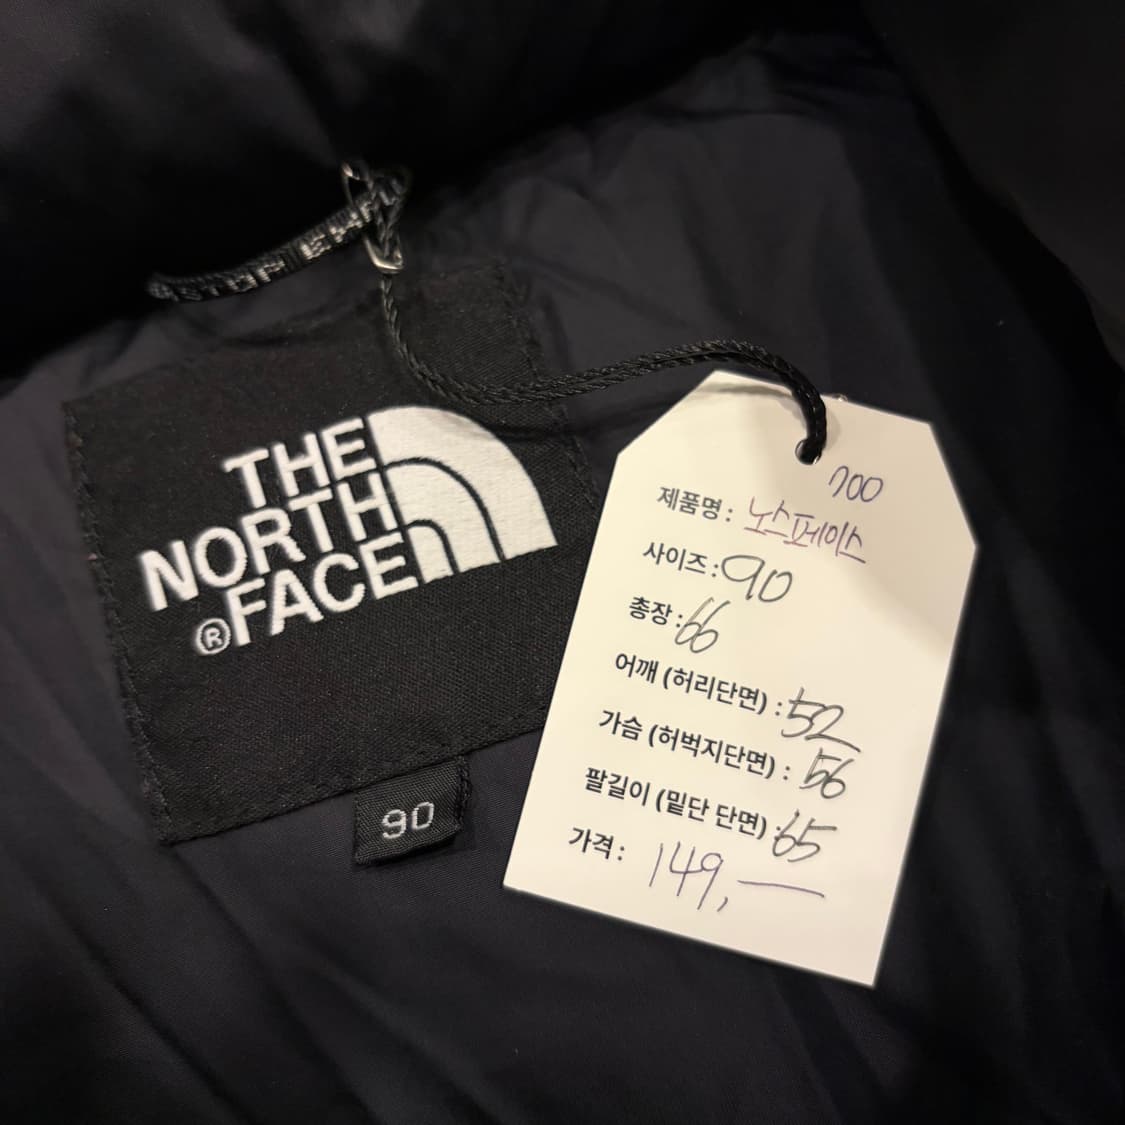 THE
NORTH
FACE
®
90
700
제품명: 노스페이스
사이즈: 90
총장: 66
어깨 (허리단면) : 52
가슴 (허벅지단면) : 56
팔길이 (밑단 단면) : 65
가격: 149,—